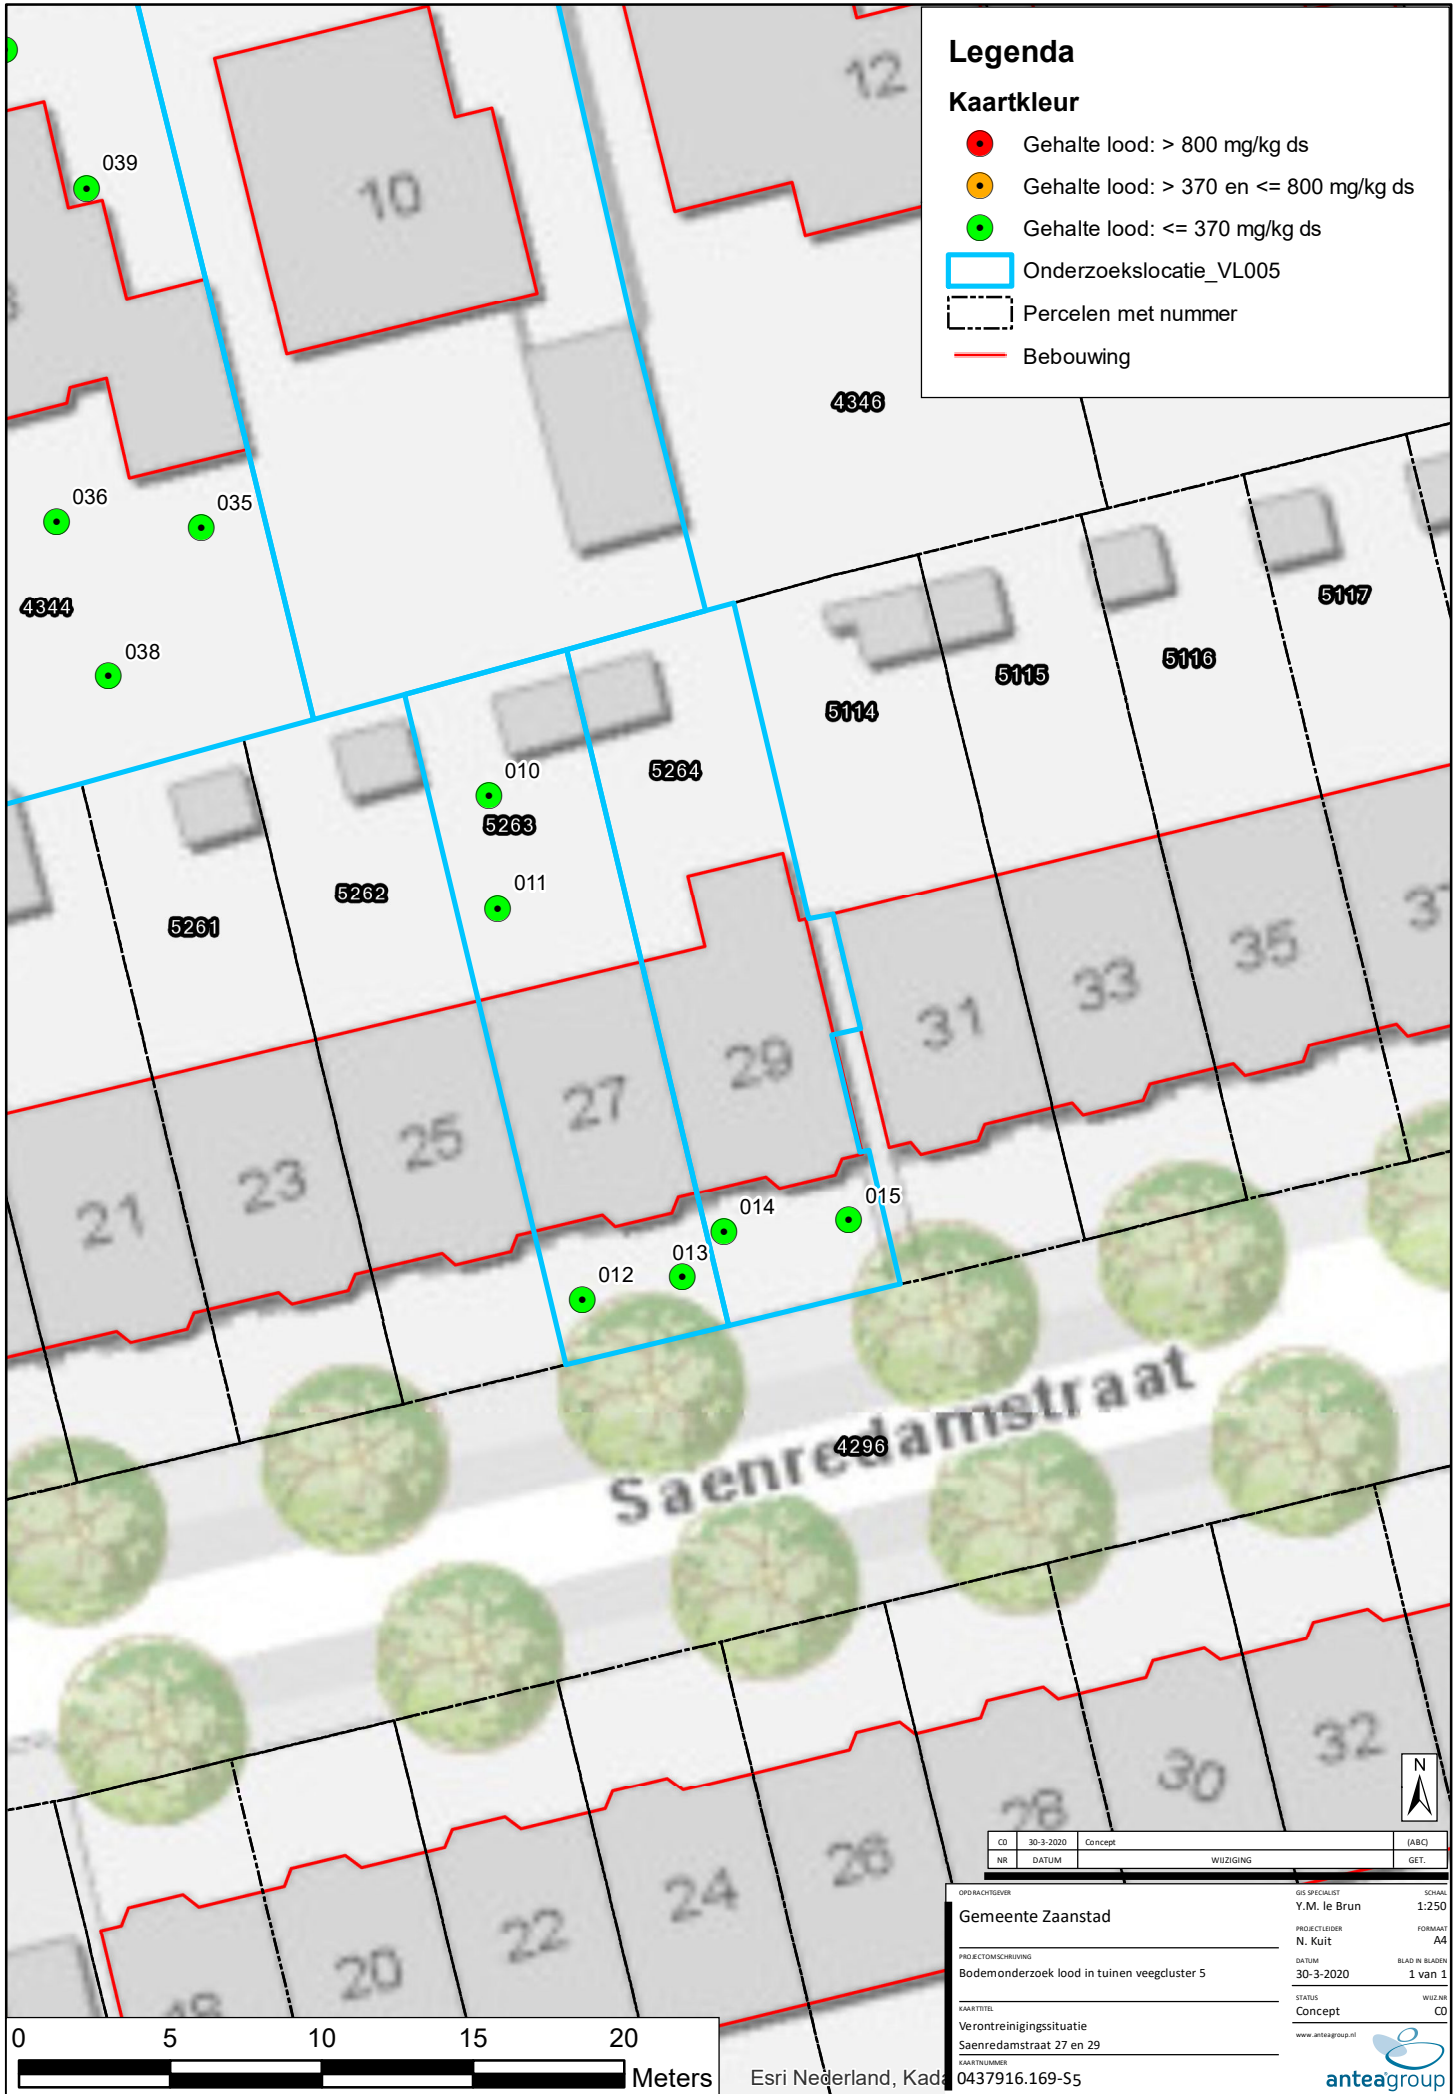 Legenda
Kaartkleur
Gehalte lood: > 800 mg/kg ds
Gehalte lood: > 370 en <= 800 mg/kg ds
Gehalte lood: <= 370 mg/kg ds
Onderzoekslocatie_VL005
Percelen met nummer
Bebouwing
12
039
10
4346
036
035
4344
038
5117
5116
5115
5114
010
5264
5263
011
5262
5261
35
33
31
29
27
25
23
21
014
015
013
012
Saenredamstraat
4296
32
30
28
26
24
22
20
18
N
C0 30-3-2020 Concept (ABC)
NR DATUM WIJZIGING GET.
OPDRACHTGEVER
Gemeente Zaanstad
PROJECTOMSCHRIJVING
Bodemonderzoek lood in tuinen veegcluster 5
KAARTTITEL
Verontreinigingssituatie
Saenredamstraat 27 en 29
KAARTNUMMER
0437916.169-S5
GIS SPECIALIST SCHAAL
Y.M. le Brun 1:250
PROJECTLEIDER FORMAAT
N. Kuit A4
DATUM BLAD IN BLADEN
30-3-2020 1 van 1
STATUS WIJZ.NR
Concept C0
www.anteagroup.nl
anteagroup
0 5 10 15 20
Meters
Esri Nederland, Kada